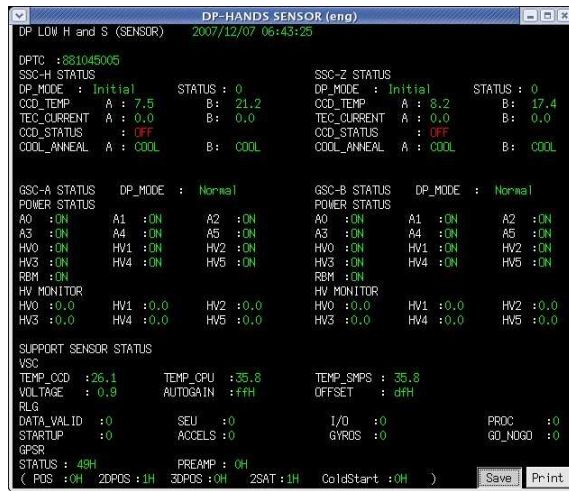 DP-HANDS SENSOR (eng)
DP LOW H and S (SENSOR) 2007/12/07 06:43:25
DPTC :881045005
SSC-H STATUS SSC-Z STATUS
DP_MODE : Initial STATUS : 0 DP_MODE : Initial STATUS : 0
CCD_TEMP A : 7.5 B: 21.2 CCD_TEMP A : 8.2 B: 17.4
TEC_CURRENT A : 0.0 B: 0.0 TEC_CURRENT A : 0.0 B: 0.0
CCD_STATUS : OFF CCD_STATUS : OFF
COOL_ANNEAL A : COOL B: COOL COOL_ANNEAL A : COOL B: COOL
GSC-A STATUS DP_MODE : Normal GSC-B STATUS DP_MODE : Normal
POWER STATUS POWER STATUS
A0 :ON A1 :ON A2 :ON A0 :ON A1 :ON A2 :ON
A3 :ON A4 :ON A5 :ON A3 :ON A4 :ON A5 :ON
HV0 :ON HV1 :ON HV2 :ON HV0 :ON HV1 :ON HV2 :ON
HV3 :ON HV4 :ON HV5 :ON HV3 :ON HV4 :ON HV5 :ON
RBM :ON RBM :ON
HV MONITOR HV MONITOR
HV0 :0.0 HV1 :0.0 HV2 :0.0 HV0 :0.0 HV1 :0.0 HV2 :0.0
HV3 :0.0 HV4 :0.0 HV5 :0.0 HV3 :0.0 HV4 :0.0 HV5 :0.0
SUPPORT SENSOR STATUS
VSC
TEMP_CCD :26.1 TEMP_CPU :35.8 TEMP_SMPS : 35.8
VOLTAGE : 0.9 AUTOGAIN :ffH OFFSET : dfH
RLG
DATA_VALID :0 SEU :0 I/O :0 PROC :0
STARTUP :0 ACCELS :0 GYROS :0 GO_NOGO :0
GPSR
STATUS : 49H PREAMP : 0H
( POS :0H 2DPOS :1H 3DPOS :0H 2SAT :1H ColdStart :0H )
Save Print